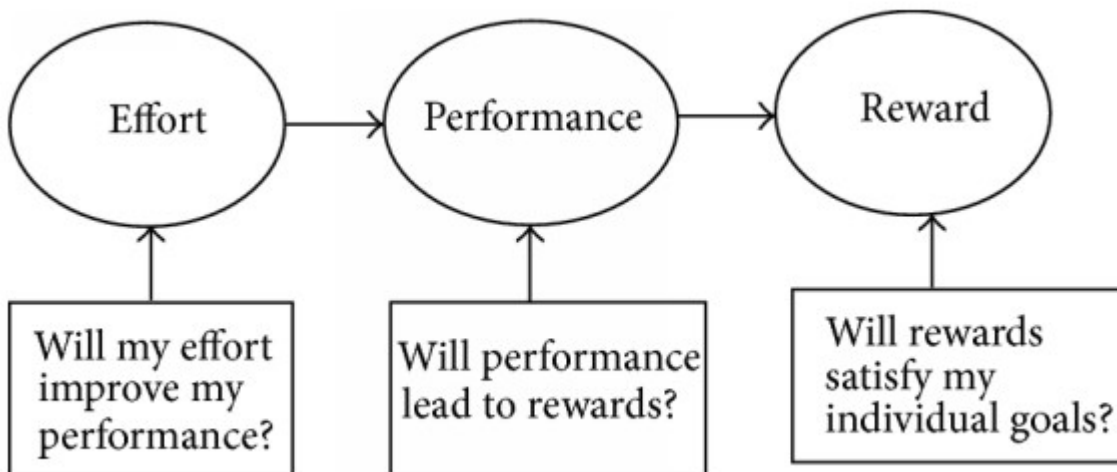 Effort
Performance
Reward
Will my effort
improve my
performance?
Will performance
lead to rewards?
Will rewards
satisfy my
individual goals?